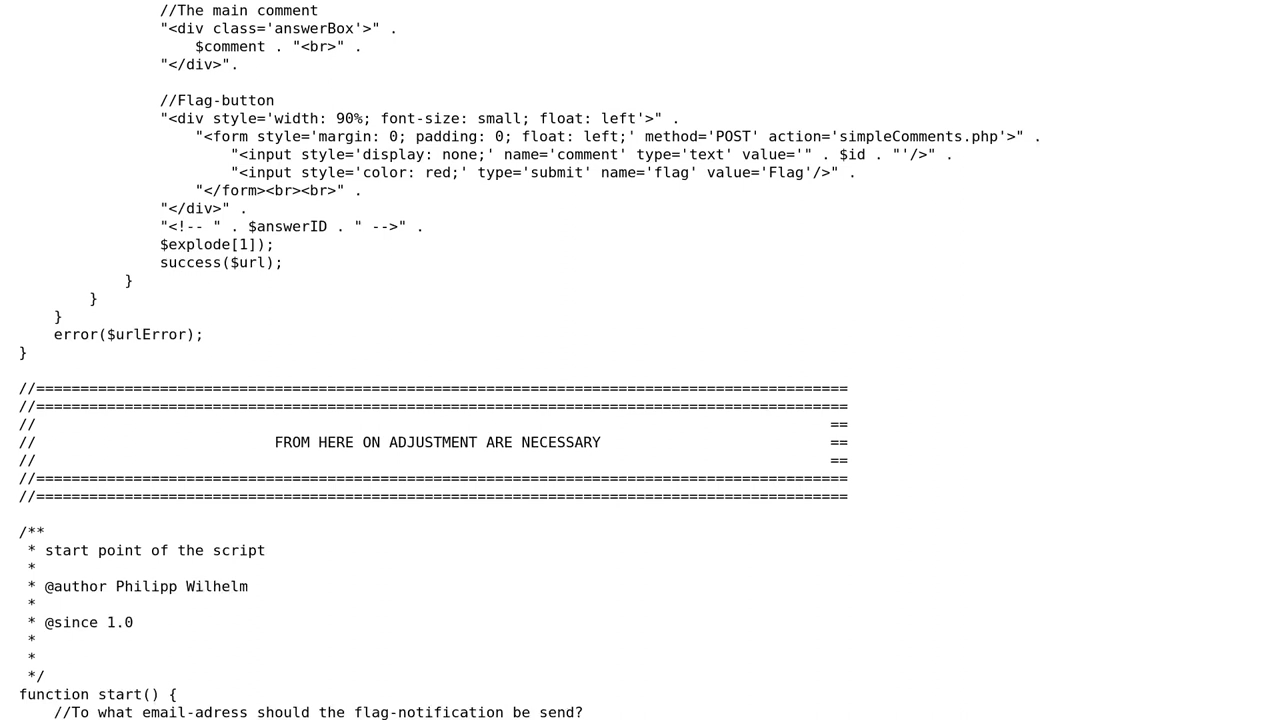 //The main comment
                "<div class='answerBox'>" .
                    $comment . "<br>" .
                "</div>".

                //Flag-button
                "<div style='width: 90%; font-size: small; float: left'>" .
                    "<form style='margin: 0; padding: 0; float: left;' method='POST' action='simpleComments.php'>" .
                        "<input style='display: none;' name='comment' type='text' value='" . $id . "'/>" .
                        "<input style='color: red;' type='submit' name='flag' value='Flag'/>" .
                    "</form><br><br>" .
                "</div>" .
                "<!-- " . $answerID . " -->" .
                $explode[1]);
                success($url);
            }
        }
    }
    error($urlError);
}

//============================================================================================
//============================================================================================
//                                                                                          ==
//                           FROM HERE ON ADJUSTMENT ARE NECESSARY                          ==
//                                                                                          ==
//============================================================================================
//============================================================================================

/**
 * start point of the script
 *
 * @author Philipp Wilhelm
 *
 * @since 1.0
 *
 *
 */
function start() {
    //To what email-adress should the flag-notification be send?